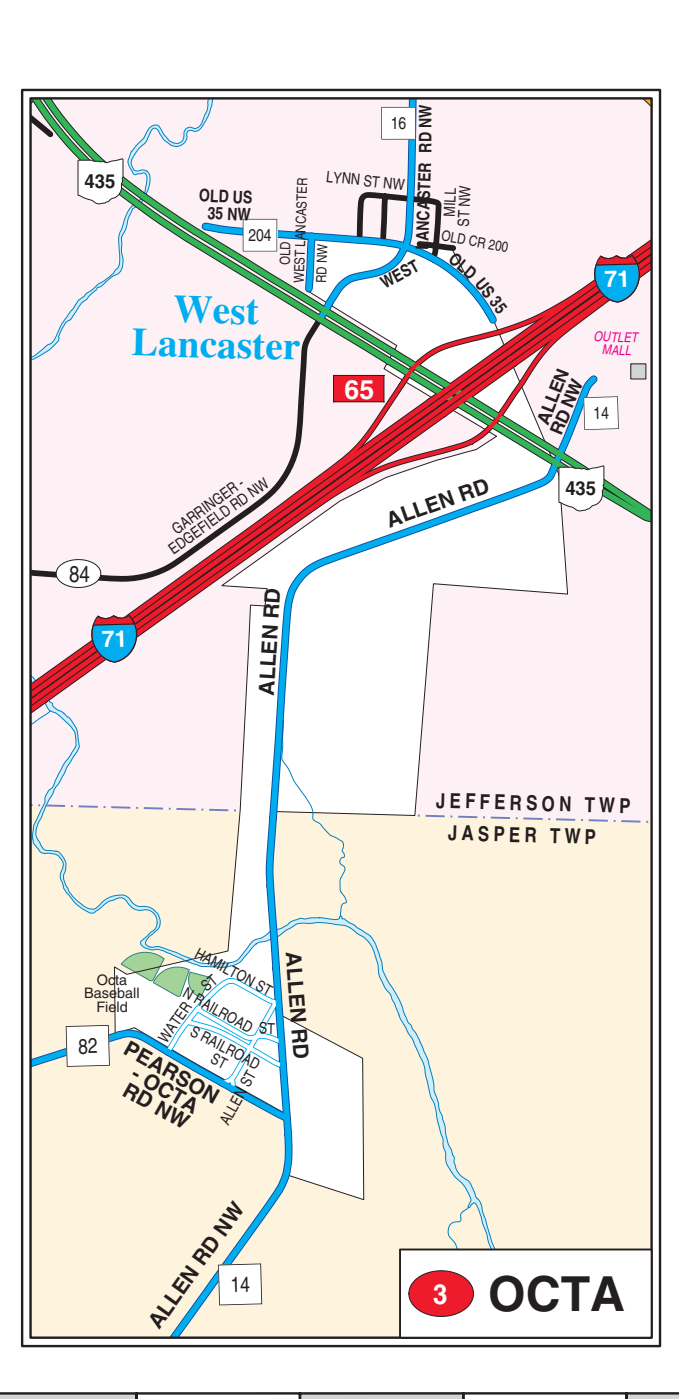 16
LANCASTER RD NW
LYNN ST NW
MILL
ST NW
435
OLD US
35 NW
204
OLD
WEST LANCASTER
RD NW
OLD CR 200
WEST
OLD US 35
71
West
Lancaster
OUTLET
MALL
65
ALLEN
RD NW
14
435
ALLEN RD
GARRINGER -
EDGEFIELD RD NW
84
ALLEN RD
71
JEFFERSON TWP
JASPER TWP
HAMILTON ST
ALLEN RD
Octa
Baseball
Field
WATER ST
N RAILROAD ST
S RAILROAD
ST
82
PEARSON
- OCTA
RD NW
ALLEN ST
ALLEN RD NW
14
3 OCTA